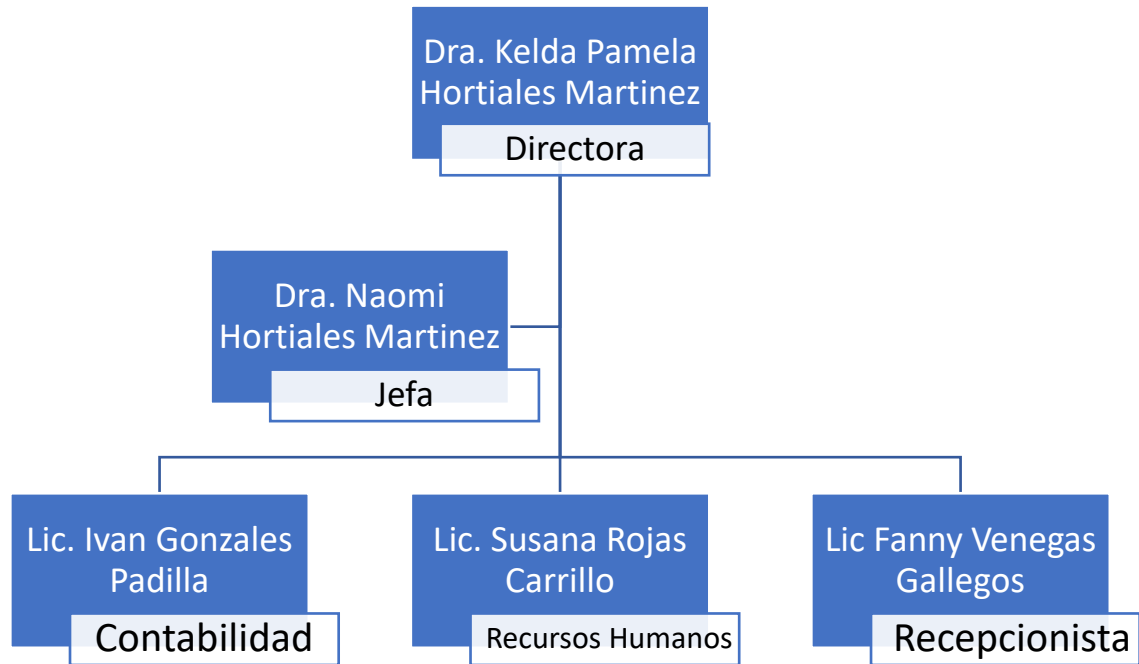 Dra. Kelda Pamela
Hortiales Martinez
Directora
Dra. Naomi
Hortiales Martinez
Jefa
Lic. Ivan Gonzales
Padilla
Contabilidad
Lic. Susana Rojas
Carrillo
Recursos Humanos
Lic Fanny Venegas
Gallegos
Recepcionista